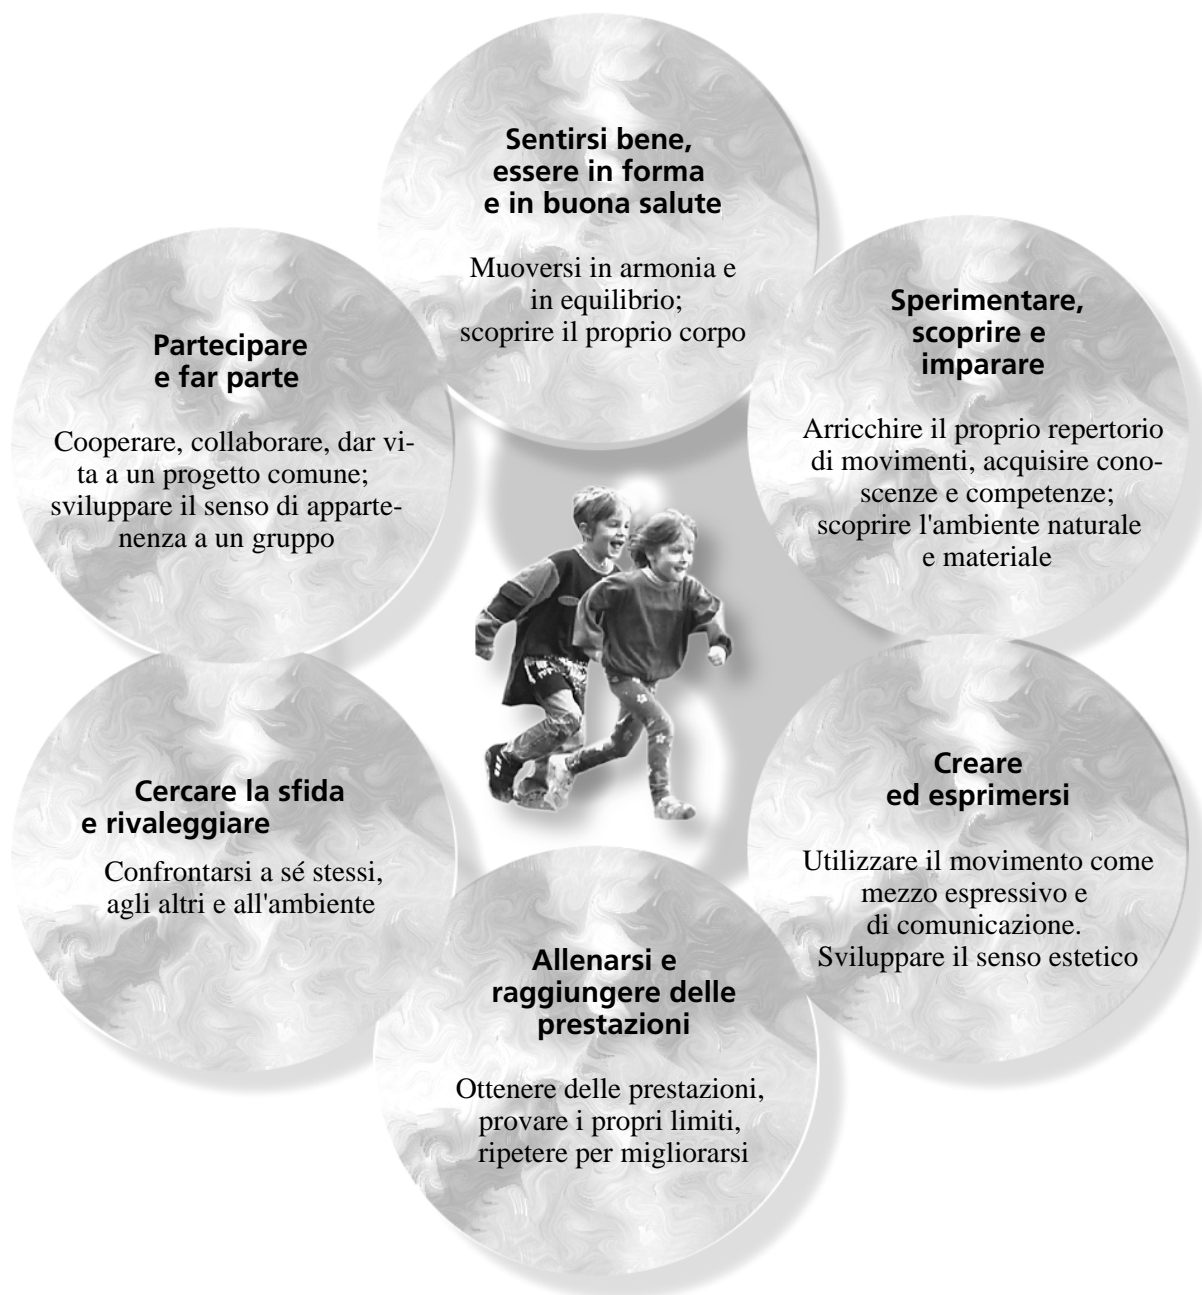 Sentirsi bene,
essere in forma
e in buona salute
Muoversi in armonia e
in equilibrio;
scoprire il proprio corpo
Sperimentare,
scoprire e
imparare
Arricchire il proprio repertorio
di movimenti, acquisire cono-
scenze e competenze;
scoprire l'ambiente naturale
e materiale
Creare
ed esprimersi
Utilizzare il movimento come
mezzo espressivo e
di comunicazione.
Sviluppare il senso estetico
Allenarsi e
raggiungere delle
prestazioni
Ottenere delle prestazioni,
provare i propri limiti,
ripetere per migliorarsi
Cercare la sfida
e rivaleggiare
Confrontarsi a sé stessi,
agli altri e all'ambiente
Partecipare
e far parte
Cooperare, collaborare, dar vi-
ta a un progetto comune;
sviluppare il senso di apparte-
nenza a un gruppo